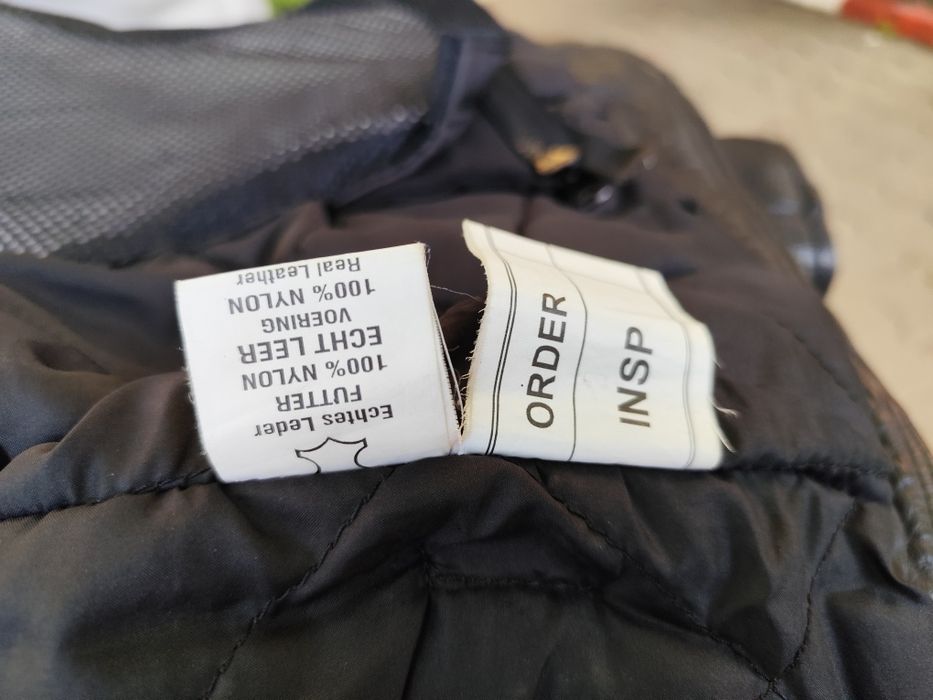 Echtes Leder
FUTTER
100% NYLON
ECHT LEER
VOERING
100% NYLON
Real Leather
ORDER
INSP